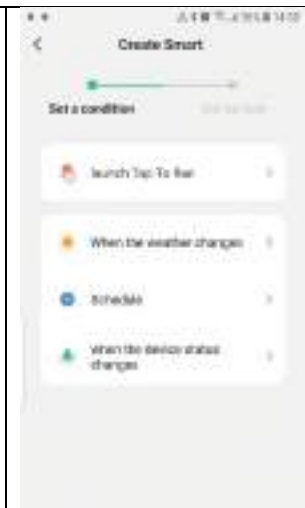 Create Smart
Set a condition
launch Tap To Run
When the weather changes
Schedule
When the device status
changes